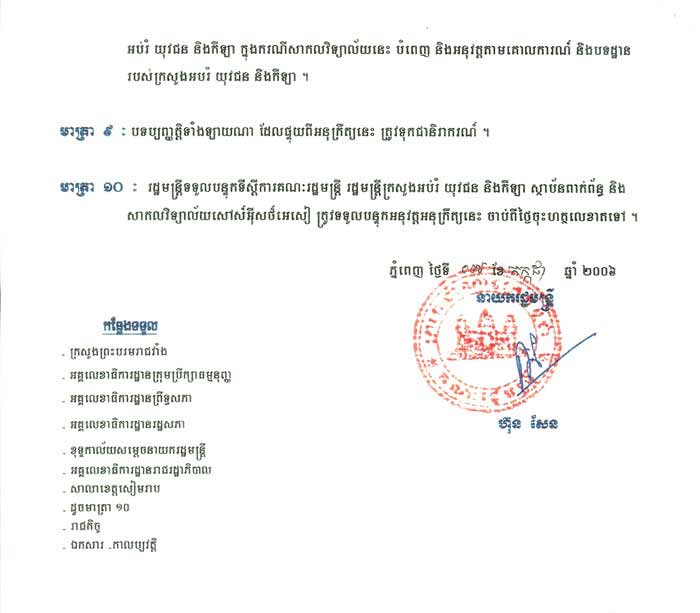 អប់រំ យុវជន និងកីឡា ក្នុងករណីសាកលវិទ្យាល័យនេះ បំពេញ និងអនុវត្តតាមគោលការណ៍ និងបទដ្ឋាន
របស់ក្រសួងអប់រំ យុវជន និងកីឡា ។
មាត្រា ៩ : បទប្បញ្ញត្តិទាំងឡាយណា ដែលផ្ទុយពីអនុក្រឹត្យនេះ ត្រូវទុកជានិរាករណ៍ ។
មាត្រា ១០ : រដ្ឋមន្ត្រីទទួលបន្ទុកទីស្តីការគណៈរដ្ឋមន្ត្រី រដ្ឋមន្ត្រីក្រសួងអប់រំ យុវជន និងកីឡា ស្ថាប័នពាក់ព័ន្ធ និង
សាកលវិទ្យាល័យសៅស៍អ៊ីសថ៍អេសៀ ត្រូវទទួលបន្ទុកអនុវត្តអនុក្រឹត្យនេះ ចាប់ពីថ្ងៃចុះហត្ថលេខាតទៅ ។
ភ្នំពេញ ថ្ងៃទី ខែ កក្កដា ឆ្នាំ ២០០៦
នាយករដ្ឋមន្ត្រី
ហ៊ុន សែន
កន្លែងទទួល
- ក្រសួងព្រះបរមរាជវាំង
- អគ្គលេខាធិការដ្ឋានក្រុមប្រឹក្សាធម្មនុញ្ញ
- អគ្គលេខាធិការដ្ឋានព្រឹទ្ធសភា
- អគ្គលេខាធិការដ្ឋានរដ្ឋសភា
- ខុទ្ទកាល័យសម្តេចនាយករដ្ឋមន្ត្រី
- អគ្គលេខាធិការដ្ឋានរាជរដ្ឋាភិបាល
- សាលាខេត្តសៀមរាប
- ដូចមាត្រា ១០
- រាជកិច្ច
- ឯកសារ -កាលប្បវត្តិ